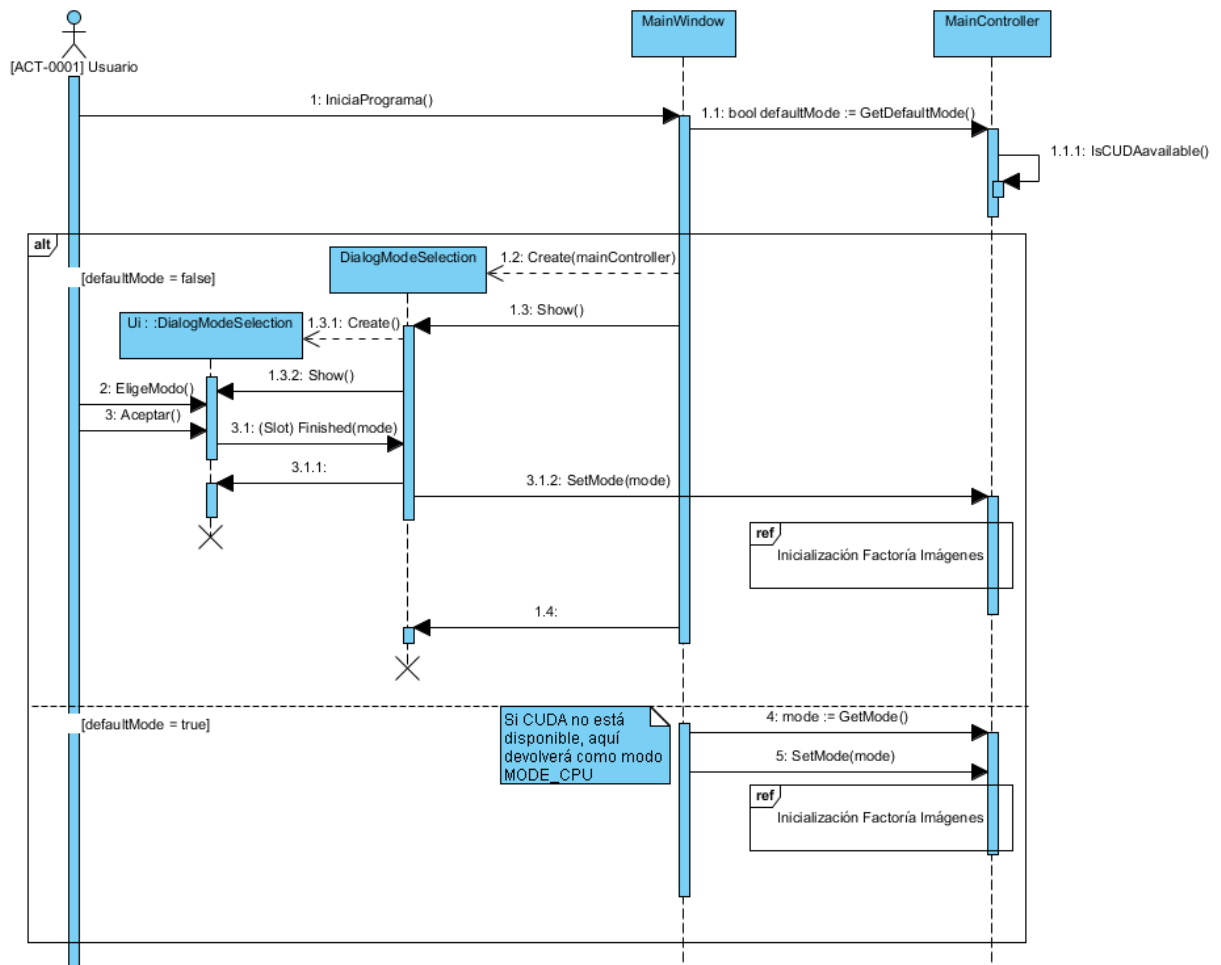 MainWindow
MainController
[ACT-0001] Usuario
1: IniciaPrograma()
1.1: bool defaultMode := GetDefaultMode()
1.1.1: IsCUDAavailable()
alt
[defaultMode = false]
DialogModeSelection
1.2: Create(mainController)
1.3: Show()
Ui : :DialogModeSelection
1.3.1: Create()
1.3.2: Show()
2: EligeModo()
3: Aceptar()
3.1: (Slot) Finished(mode)
3.1.1:
3.1.2: SetMode(mode)
ref
Inicialización Factoría Imágenes
1.4:
[defaultMode = true]
Si CUDA no está
disponible, aquí
devolverá como modo
MODE_CPU
4: mode := GetMode()
5: SetMode(mode)
ref
Inicialización Factoría Imágenes